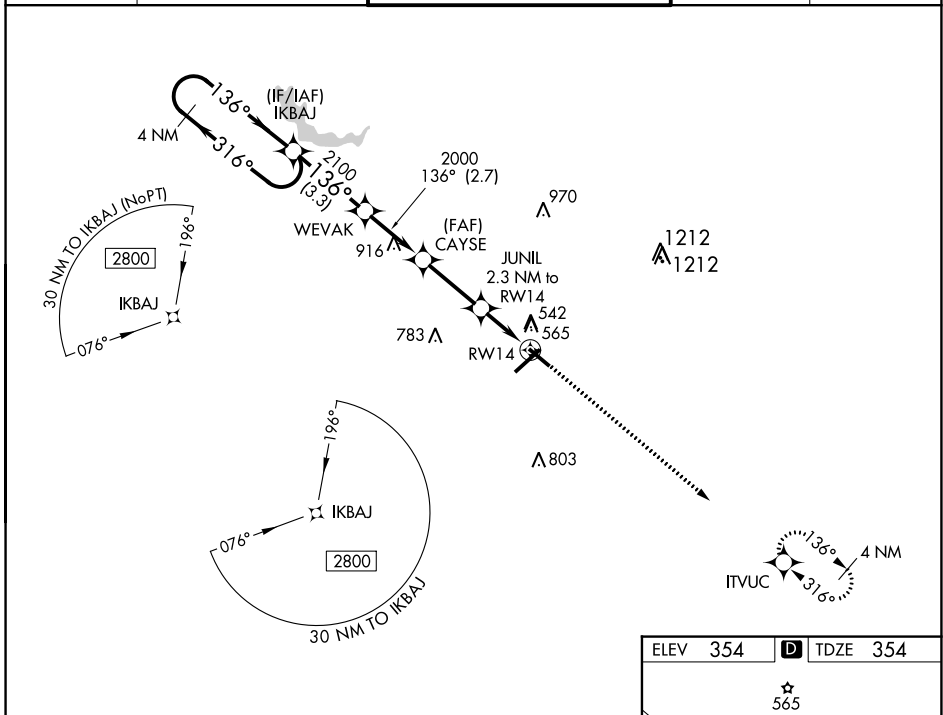 (IF/IAF)
IKBAJ
136°
4 NM
316°
2100
136°
(3.3)
2000
136° (2.7)
30 NM TO IKBAJ (NoPT)
196°
2800
IKBAJ
076°
WEVAK
916
(FAF)
CAYSE
970
JUNIL
2.3 NM to
RW14
1212
1212
542
565
783
RW14
803
196°
IKBAJ
076°
2800
30 NM TO IKBAJ
136°
4 NM
ITVUC
316°
ELEV 354 D TDZE 354
565